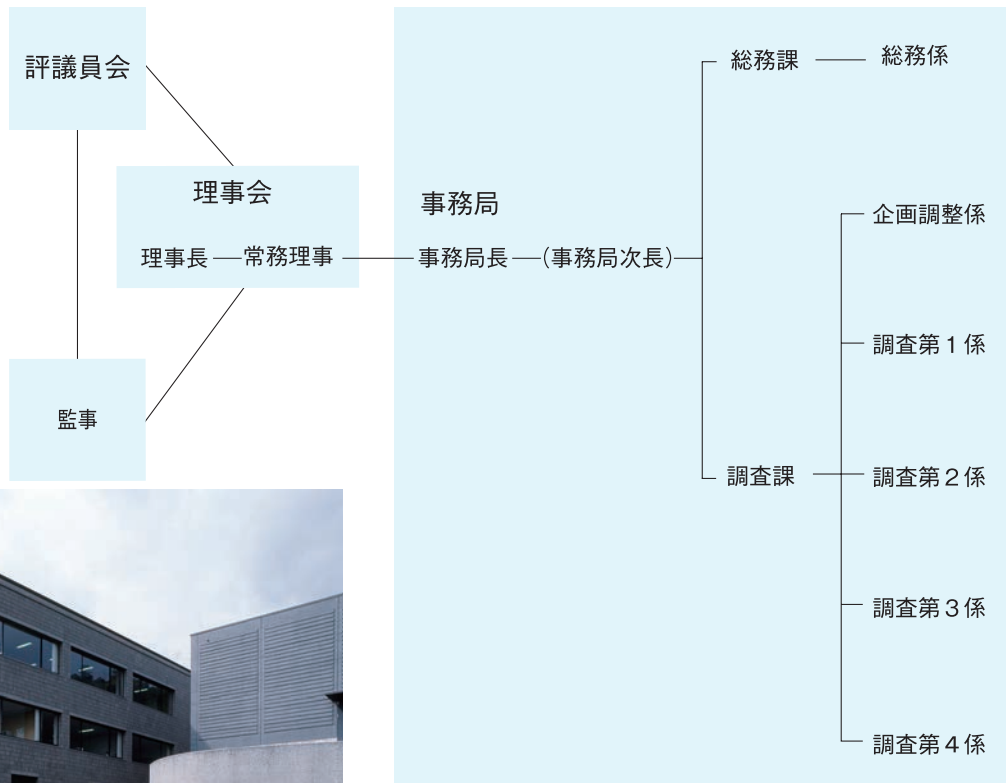 評議員会
理事会
理事長 常務理事
監事
事務局
事務局長 (事務局次長)
総務課 総務係
調査課
企画調整係
調査第1係
調査第2係
調査第3係
調査第4係